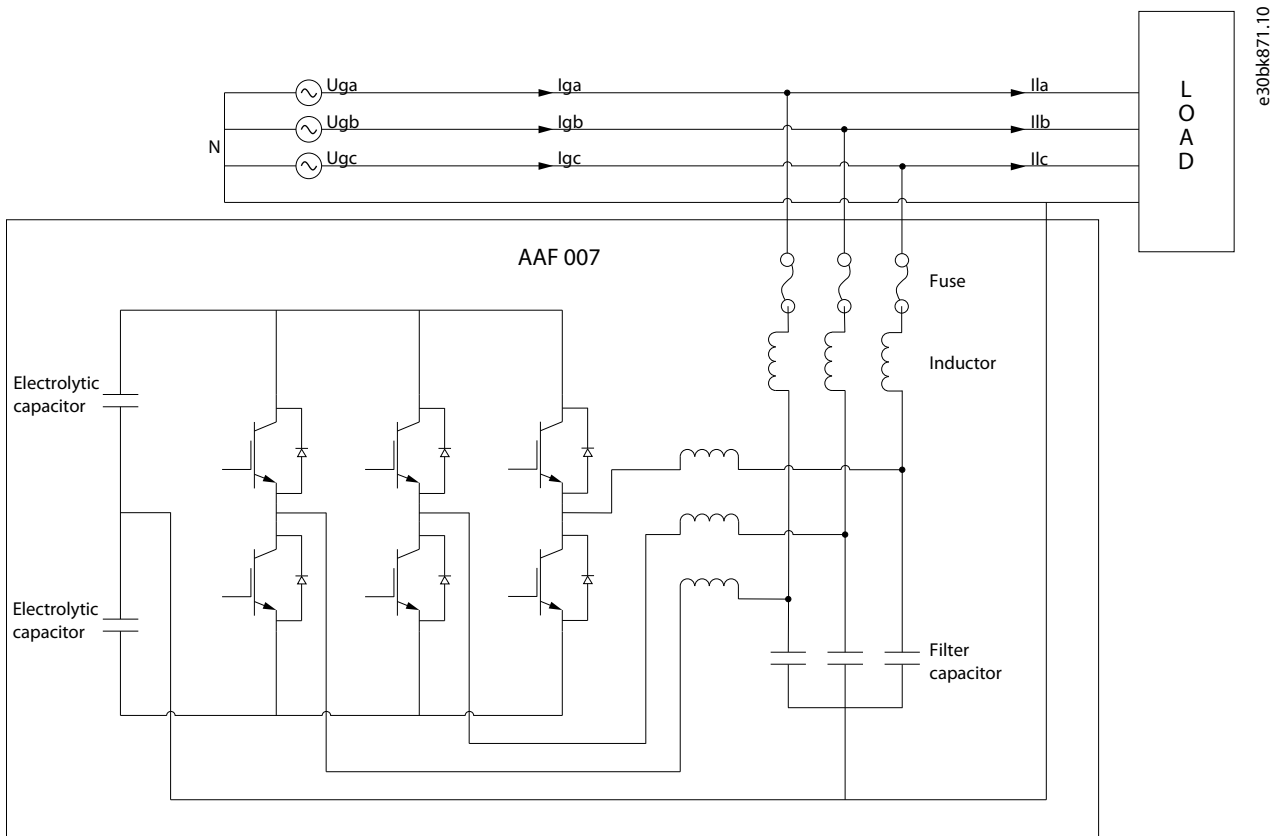 e30bk871.10
Uga
Iga
Ila
Ugb
Igb
Ilb
N
Ugc
Igc
Ilc
LOAD
AAF 007
Fuse
Inductor
Electrolytic
capacitor
Electrolytic
capacitor
Filter
capacitor